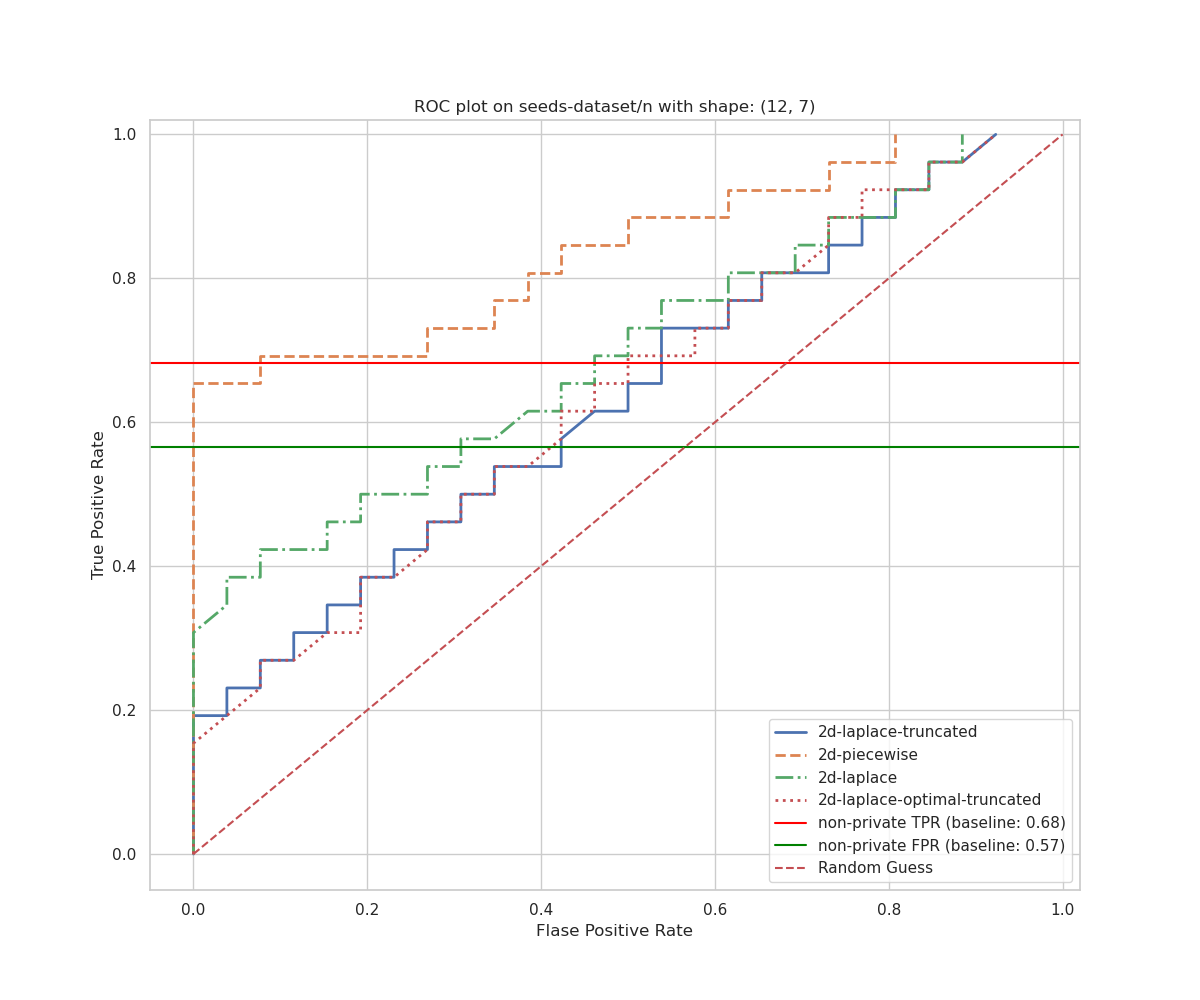 ROC plot on seeds-dataset/n with shape: (12, 7)
True Positive Rate
1.0
0.8
0.6
0.4
0.2
0.0
0.0 0.2 0.4 0.6 0.8 1.0
Flase Positive Rate
2d-laplace-truncated
2d-piecewise
2d-laplace
2d-laplace-optimal-truncated
non-private TPR (baseline: 0.68)
non-private FPR (baseline: 0.57)
Random Guess